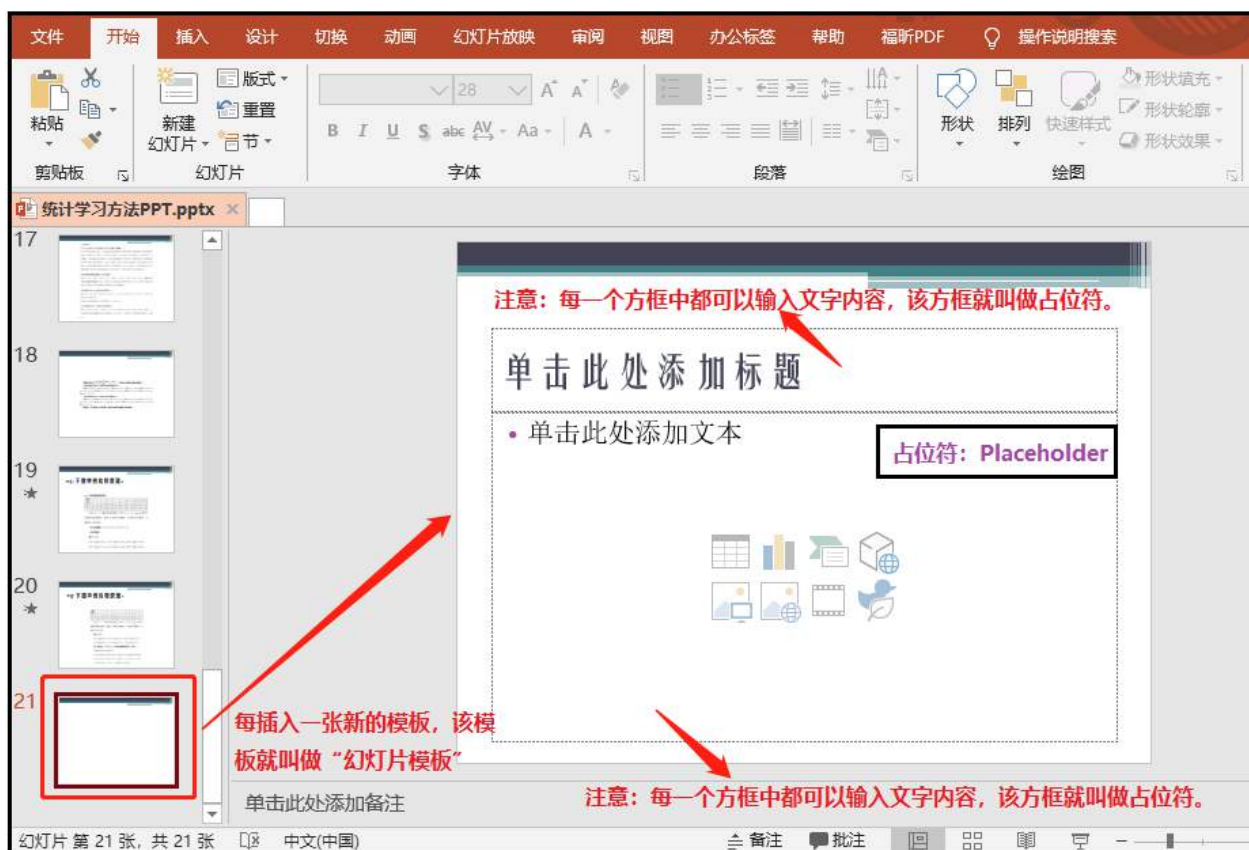 文件 开始 插入 设计 切换 动画 幻灯片放映 审阅 视图 办公标签 帮助 福昕PDF 操作说明搜索
粘贴
新建
幻灯片
版式
重置
节
28
B I U S abc AV Aa A
形状
排列
快速样式
形状填充
形状轮廓
形状效果
剪贴板 幻灯片 字体 段落 绘图
统计学习方法PPT.pptx
17
18
19
20
21
注意：每一个方框中都可以输入文字内容，该方框就叫做占位符。
单击此处添加标题
• 单击此处添加文本
占位符：Placeholder
每插入一张新的模板，该模
板就叫做“幻灯片模板”
单击此处添加备注
注意：每一个方框中都可以输入文字内容，该方框就叫做占位符。
幻灯片 第 21 张，共 21 张 中文(中国) 备注 批注